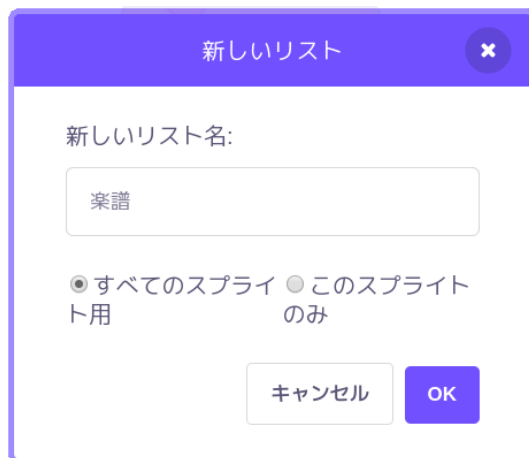 新しいリスト
新しいリスト名:
楽譜
すべてのスプライ
ト用
このスプライト
のみ
キャンセル
OK